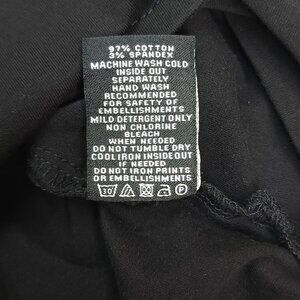 97% COTTON
3% SPANDEX
MACHINE WASH COLD
INSIDE OUT
SEPARATELY
HAND WASH
RECOMMENDED
FOR SAFETY OF
EMBELLISHMENTS
MILD DETERGENT ONLY
NON CHLORINE
BLEACH
WHEN NEEDED
DO NOT TUMBLE DRY
COOL IRON INSIDE OUT
IF NEEDED
DO NOT IRON PRINTS
OR EMBELLISHMENTS
30 P